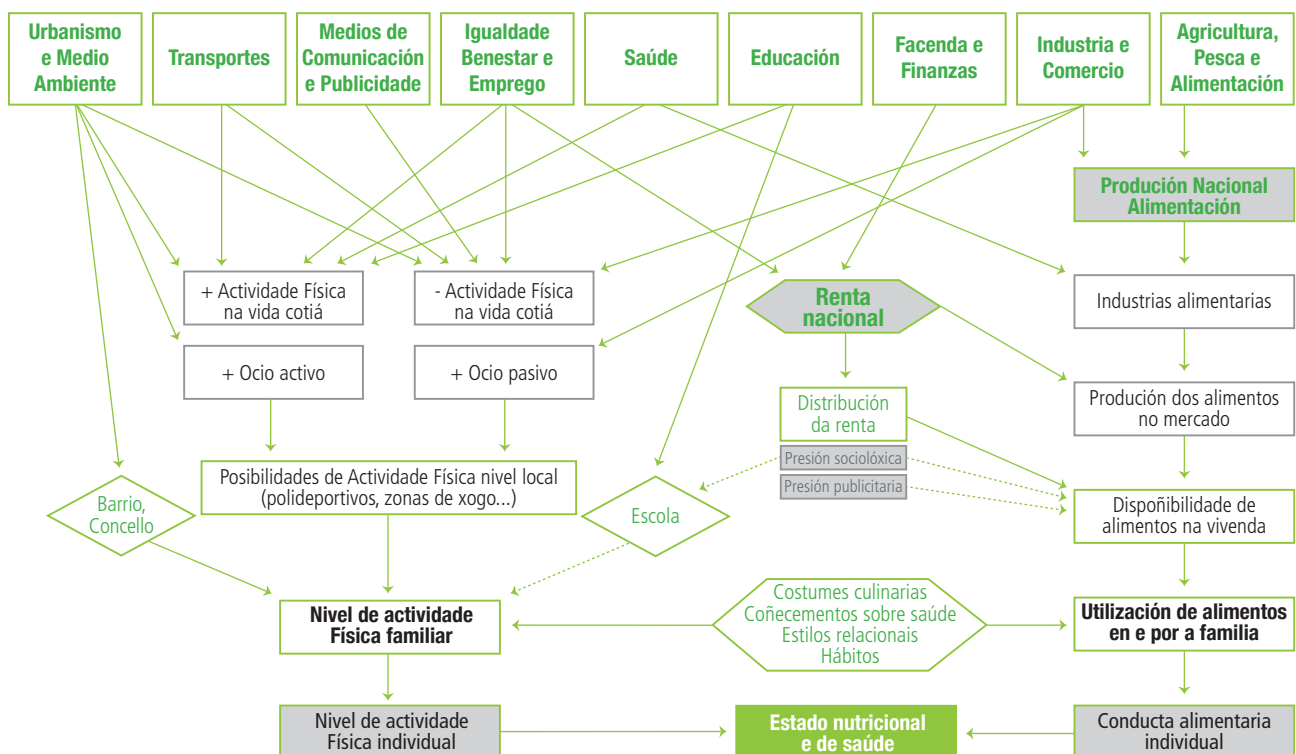 Urbanismo
e Medio
Ambiente
Transportes
Medios de
Comunicación
e Publicidade
Igualdade
Benestar e
Emprego
Saúde
Educación
Facenda e
Finanzas
Industria e
Comercio
Agricultura,
Pesca e
Alimentación
Produción Nacional
Alimentación
+ Actividade Física
na vida cotiá
- Actividade Física
na vida cotiá
Renta
nacional
Industrias alimentarias
+ Ocio activo
+ Ocio pasivo
Distribución
da renta
Produción dos alimentos
no mercado
Presión sociolóxica
Presión publicitaria
Posibilidades de Actividade Física nivel local
(polideportivos, zonas de xogo...)
Barrio,
Concello
Escola
Dispoñibilidade de
alimentos na vivenda
Nivel de actividade
Física familiar
Costumes culinarias
Coñecementos sobre saúde
Estilos relacionais
Hábitos
Utilización de alimentos
en e por a familia
Nivel de actividade
Física individual
Estado nutricional
e de saúde
Conducta alimentaria
individual